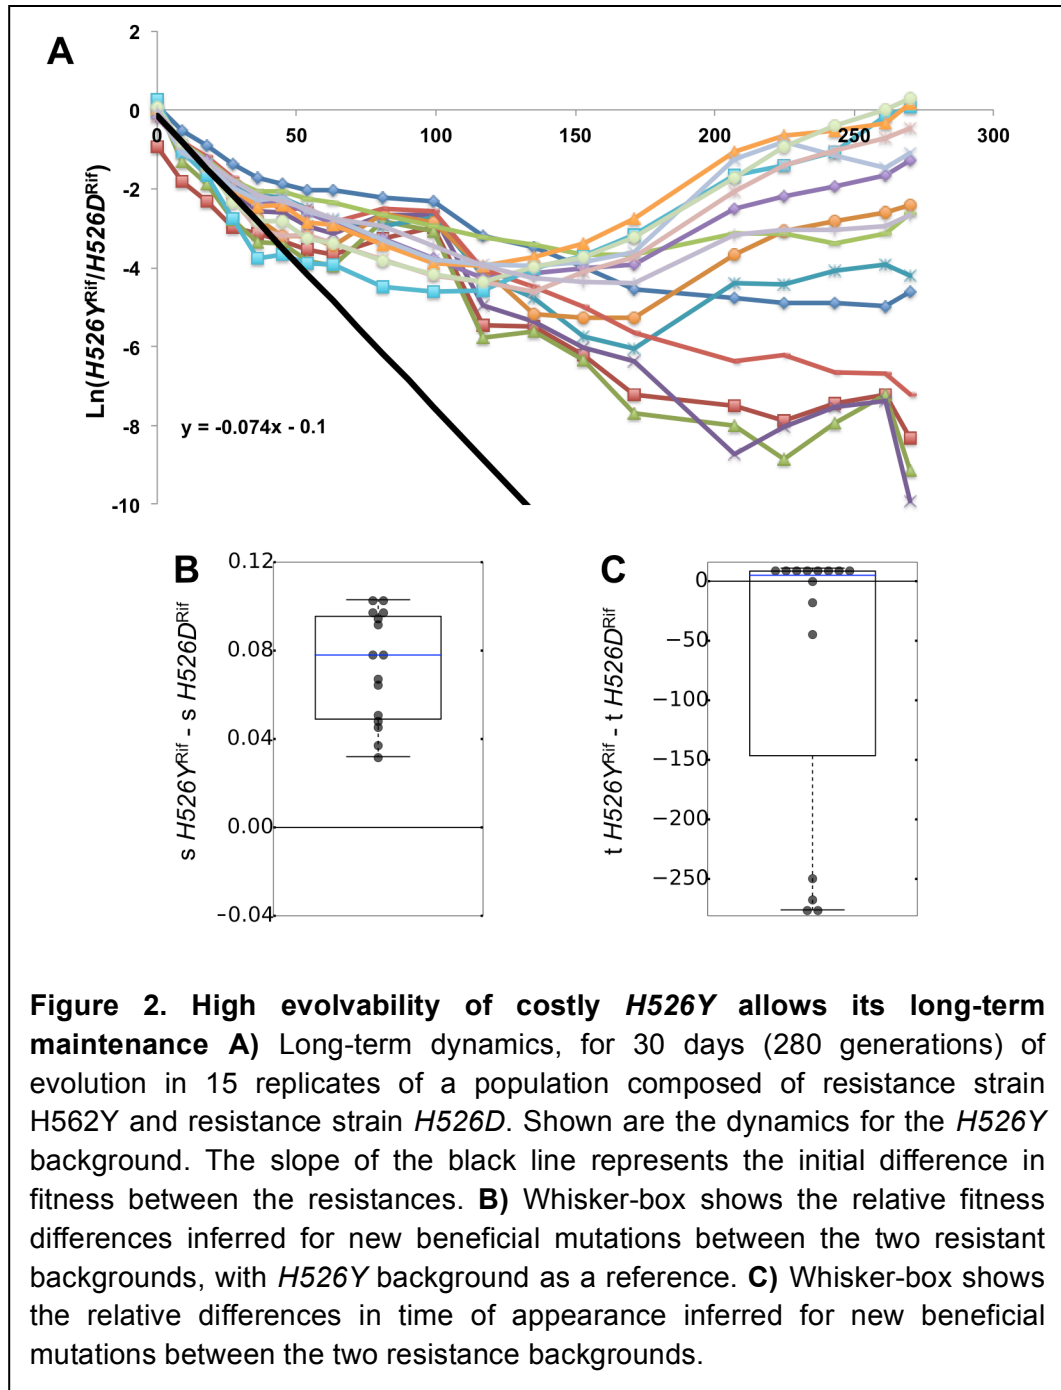 A
2
0
0
50
100
150
200
250
300
-2
-4
-6
-8
-10
Ln(H526Y^Rif/H526D^Rif)
y = -0.074x - 0.1
B
0.12
0.08
0.04
0.00
-0.04
s H526Y^Rif - s H526D^Rif
C
0
−50
−100
−150
−200
−250
t H526Y^Rif - t H526D^Rif
Figure 2. High evolvability of costly H526Y allows its long-term
maintenance A) Long-term dynamics, for 30 days (280 generations) of
evolution in 15 replicates of a population composed of resistance strain
H562Y and resistance strain H526D. Shown are the dynamics for the H526Y
background. The slope of the black line represents the initial difference in
fitness between the resistances. B) Whisker-box shows the relative fitness
differences inferred for new beneficial mutations between the two resistant
backgrounds, with H526Y background as a reference. C) Whisker-box shows
the relative differences in time of appearance inferred for new beneficial
mutations between the two resistance backgrounds.